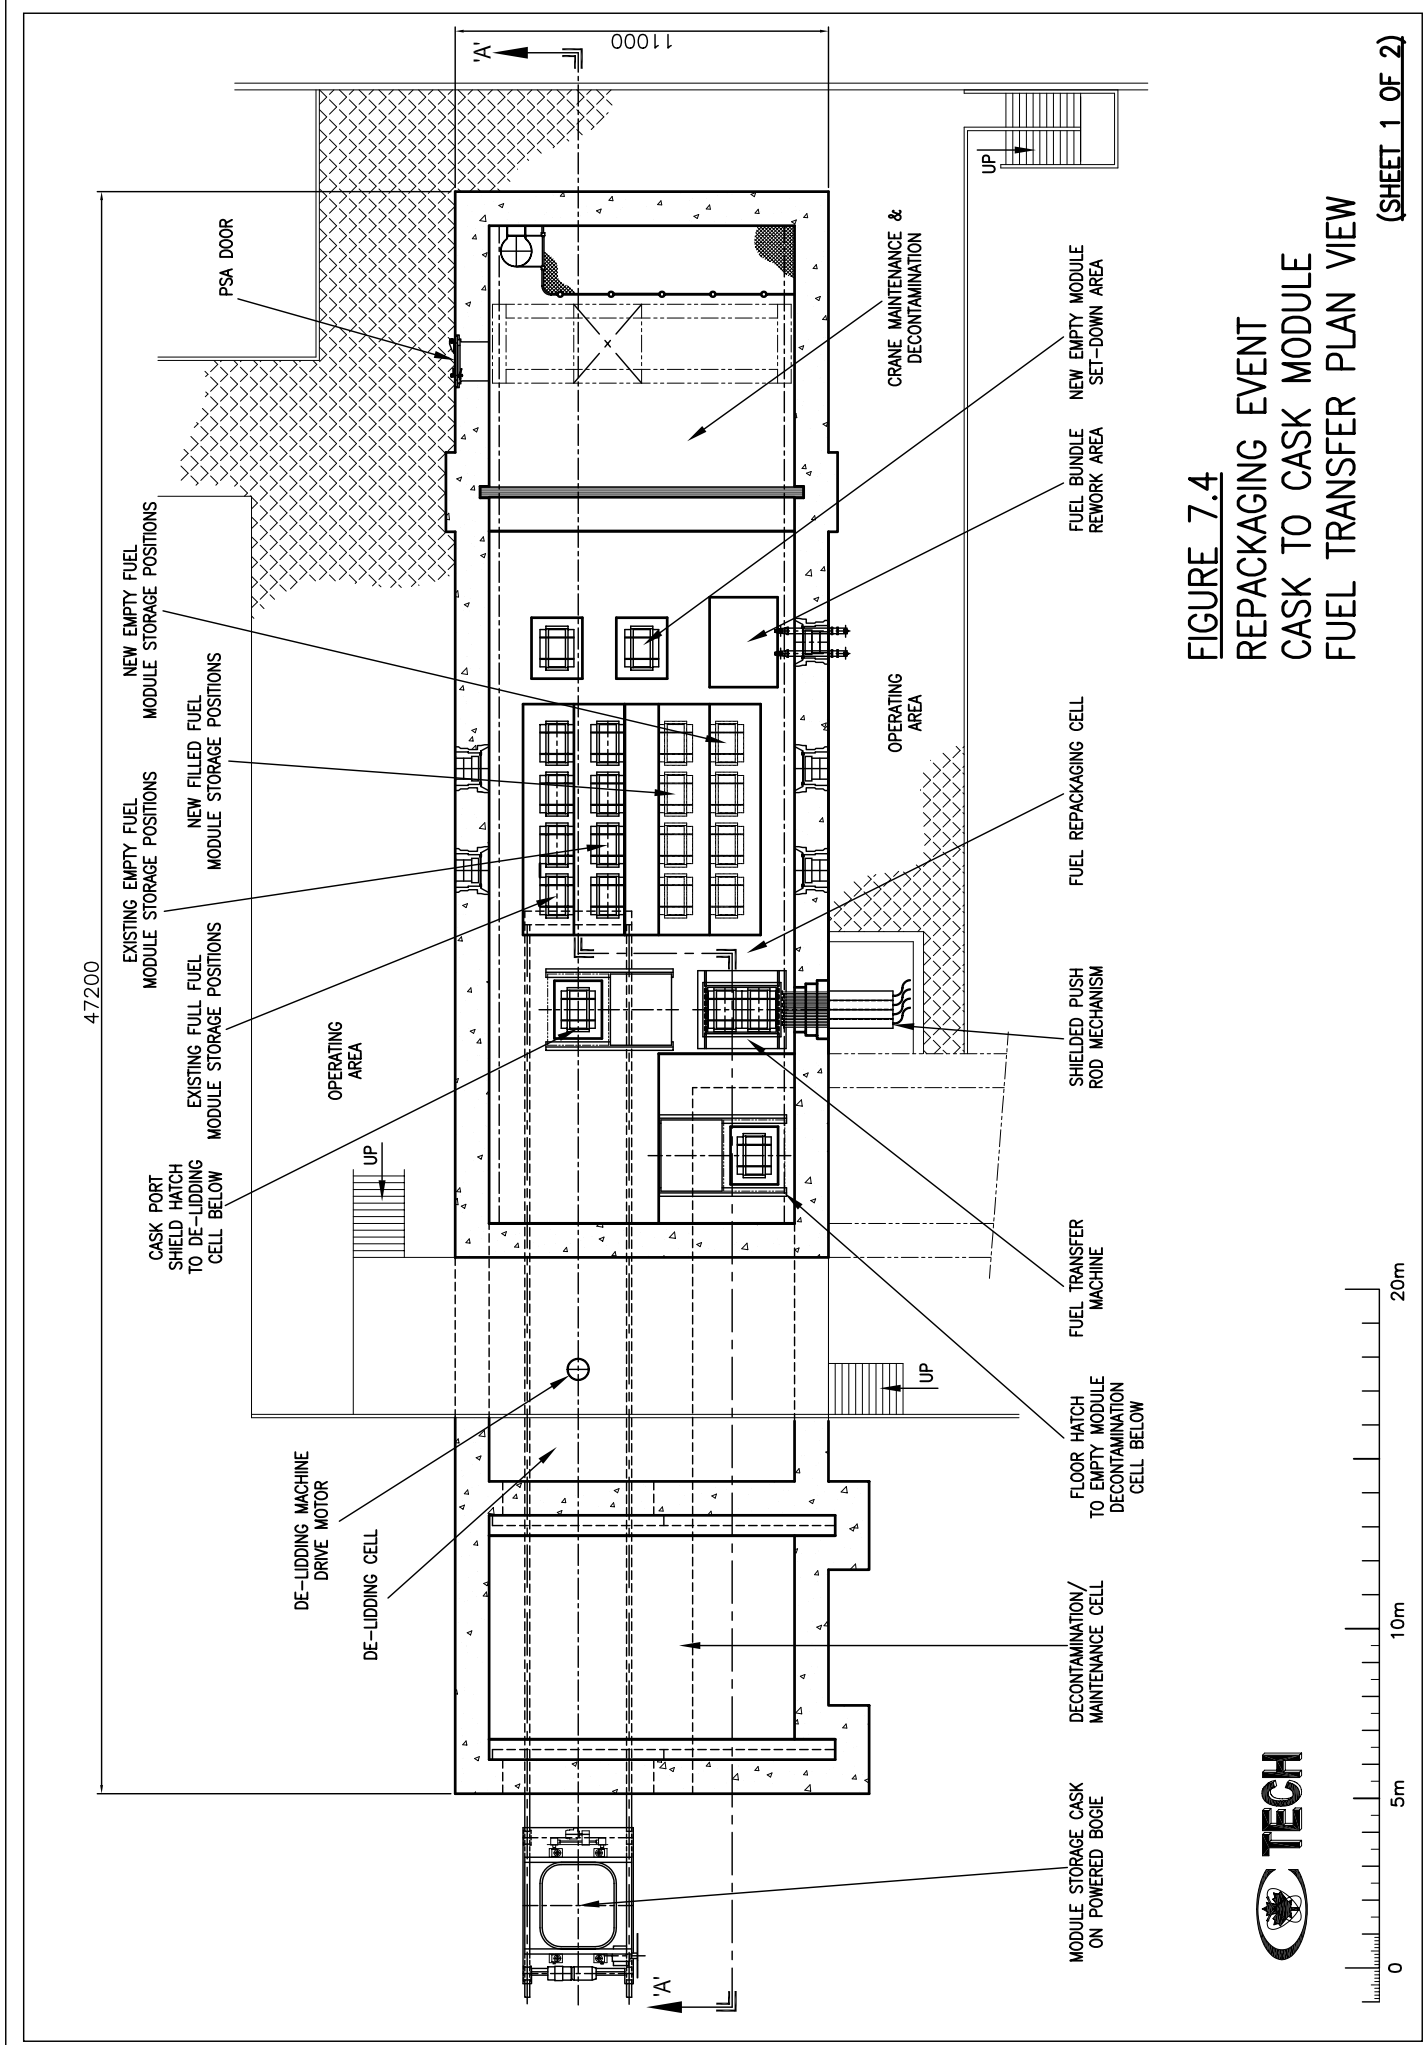 47200
11000
'A'
PSA DOOR
NEW EMPTY FUEL
MODULE STORAGE POSITIONS
NEW FILLED FUEL
MODULE STORAGE POSITIONS
EXISTING EMPTY FUEL
MODULE STORAGE POSITIONS
EXISTING FULL FUEL
MODULE STORAGE POSITIONS
CASK PORT
SHIELD HATCH
TO DE-LIDDING
CELL BELOW
OPERATING
AREA
UP
DE-LIDDING MACHINE
DRIVE MOTOR
DE-LIDDING CELL
'A'
MODULE STORAGE CASK
ON POWERED BOGIE
DECONTAMINATION/
MAINTENANCE CELL
FLOOR HATCH
TO EMPTY MODULE
DECONTAMINATION
CELL BELOW
UP
FUEL TRANSFER
MACHINE
SHIELDED PUSH
ROD MECHANISM
FUEL REPACKAGING CELL
OPERATING
AREA
FUEL BUNDLE
REWORK AREA
NEW EMPTY MODULE
SET-DOWN AREA
CRANE MAINTENANCE &
DECONTAMINATION
UP
FIGURE 7.4
REPACKAGING EVENT
CASK TO CASK MODULE
FUEL TRANSFER PLAN VIEW
(SHEET 1 OF 2)
TECH
0
5m
10m
20m